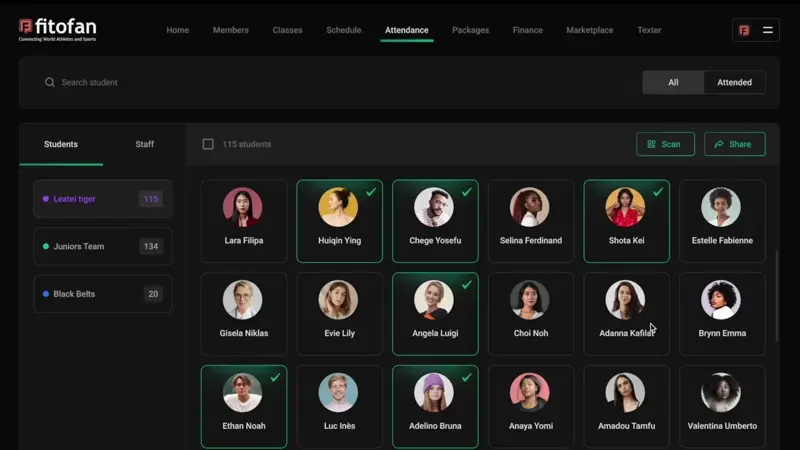 fitofan
Connecting World Athletes and Sports
Home
Members
Classes
Schedule
Attendance
Packages
Finance
Marketplace
Texter
Search student
All
Attended
Students
Staff
115 students
Scan
Share
Leatei tiger
115
Juniors Team
134
Black Belts
20
Lara Filipa
Huiqin Ying
Chege Yosefu
Selina Ferdinand
Shota Kei
Estelle Fabienne
Gisela Niklas
Evie Lily
Angela Luigi
Choi Noh
Adanna Kafilat
Brynn Emma
Ethan Noah
Luc Inès
Adelino Bruna
Anaya Yomi
Amadou Tamfu
Valentina Umberto